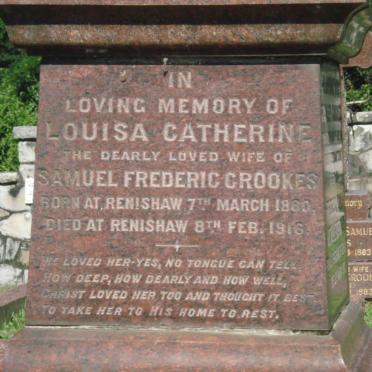 IN
LOVING MEMORY OF
LOUISA CATHERINE
THE DEARLY LOVED WIFE OF
SAMUEL FREDERIC CROOKES
BORN AT RENISHAW 7TH MARCH 1860
DIED AT RENISHAW 8TH FEB. 1916.
WE LOVED HER-YES, NO TONGUE CAN TELL
HOW DEEP, HOW DEARLY AND HOW WELL,
CHRIST LOVED HER TOO AND THOUGHT IT BEST
TO TAKE HER TO HIS HOME TO REST.
SAMUEL
WIFE